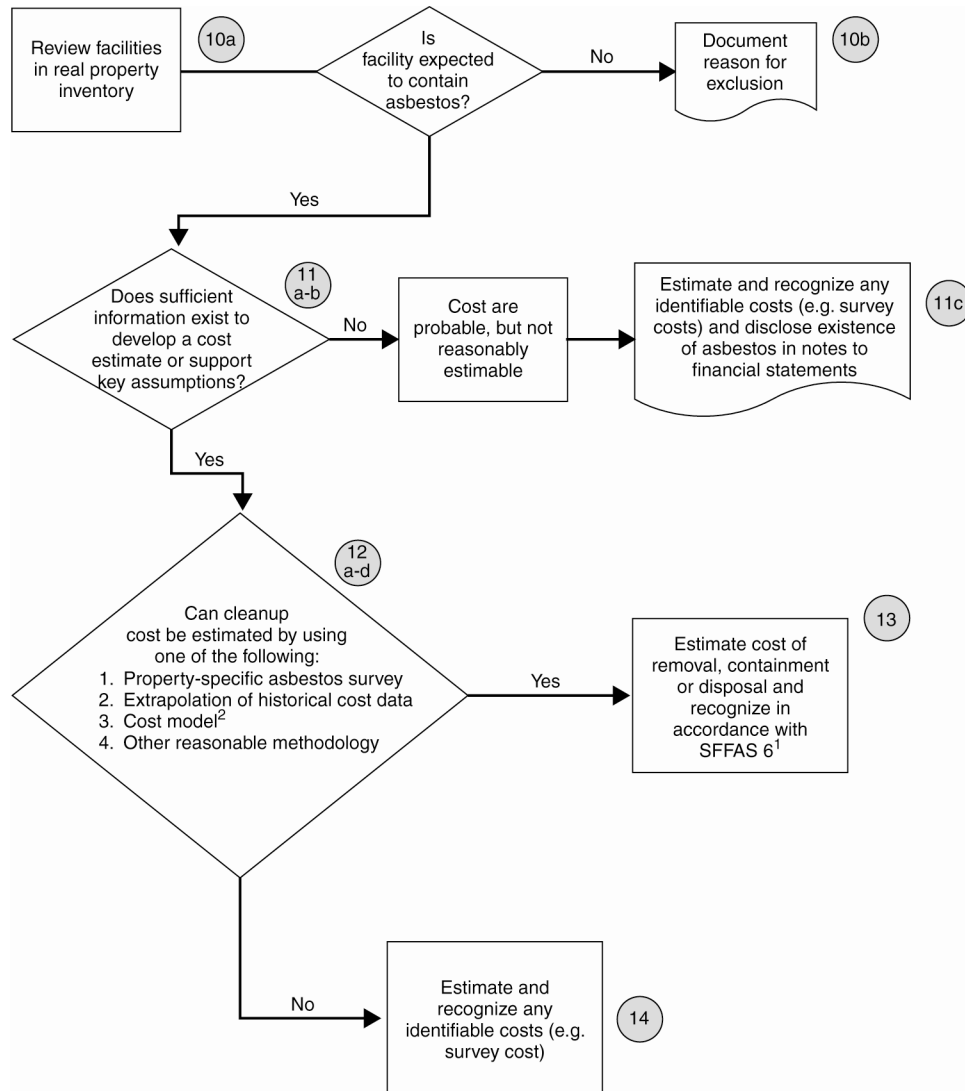 Review facilities
in real property
inventory
10a
Is
facility expected
to contain
asbestos?
No
Document
reason for
exclusion
10b
Yes
Does sufficient
information exist to
develop a cost
estimate or support
key assumptions?
11
a-b
No
Cost are
probable, but not
reasonably
estimable
Estimate and recognize any
identifiable costs (e.g. survey
costs) and disclose existence
of asbestos in notes to
financial statements
11c
Yes
12
a-d
Can cleanup
cost be estimated by using
one of the following:
1. Property-specific asbestos survey
2. Extrapolation of historical cost data
3. Cost model²
4. Other reasonable methodology
Yes
13
Estimate cost of
removal, containment
or disposal and
recognize in
accordance with
SFFAS 6¹
No
Estimate and
recognize any
identifiable costs (e.g.
survey cost)
14